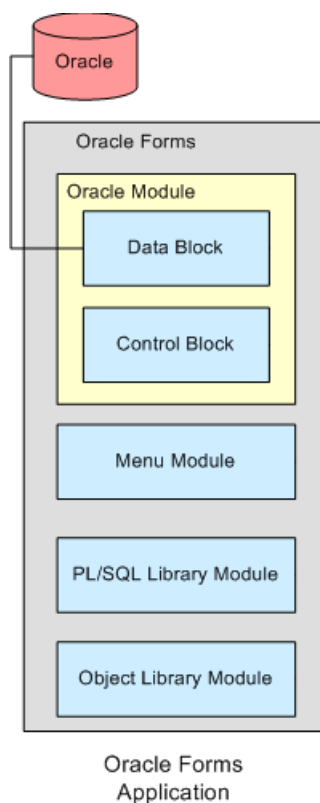 Oracle
Oracle Forms
Oracle Module
Data Block
Control Block
Menu Module
PL/SQL Library Module
Object Library Module
Oracle Forms
Application